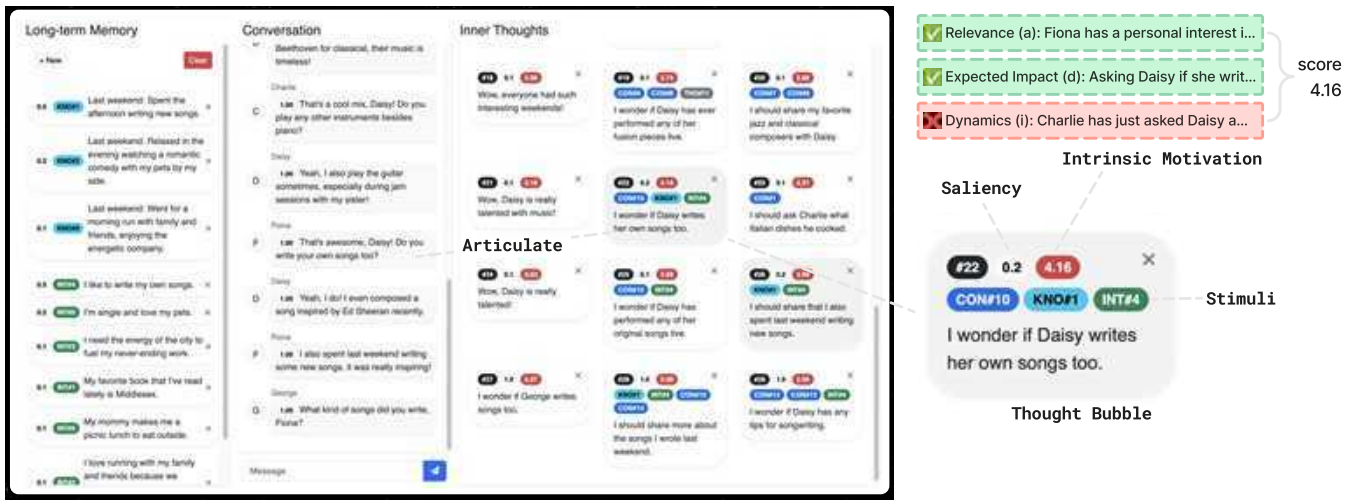 Long-term Memory
+ New
Clear
Last weekend: Spent the
afternoon writing new songs.
Last weekend: Relaxed in the
evening watching a romantic
comedy with my pets by my
side.
Last weekend: Went for a
morning run with family and
friends, enjoying the
energetic company.
I like to write my own songs.
I'm single and love my pets.
I need the energy of the city to
fuel my never-ending work.
My favorite book that I've read
lately is Middlesex.
My mommy makes me a
picnic lunch to eat outside.
I love running with my family
and friends because we
Conversation
Beethoven for classical, their music is
timeless!
Charlie
C
1.00 That's a cool mix, Daisy! Do you
play any other instruments besides
piano?
Daisy
D
1.00 Yeah, I also play the guitar
sometimes, especially during jam
sessions with my sister!
Fiona
F
1.00 That's awesome, Daisy! Do you
write your own songs too?
Daisy
D
1.00 Yeah, I do! I even composed a
song inspired by Ed Sheeran recently.
Fiona
F
1.00 I also spent last weekend writing
some new songs. It was really inspiring!
George
G
1.00 What kind of songs did you write,
Fiona?
Message
Inner Thoughts
Wow, everyone had such
interesting weekends!
I wonder if Daisy has ever
performed any of her
fusion pieces live.
I should share my favorite
jazz and classical
composers with Daisy
Wow, Daisy is really
talented with music!
I wonder if Daisy writes
her own songs too.
I should ask Charlie what
Italian dishes he cooked.
Wow, Daisy is really
talented!
I wonder if Daisy has
performed any of her
original songs live.
I should share that I also
spent last weekend writing
new songs.
I wonder if George writes
songs too.
I should share more about
the songs I wrote last
weekend.
I wonder if Daisy has any
tips for songwriting.
Articulate
Relevance (a): Fiona has a personal interest i...
Expected Impact (d): Asking Daisy if she writ...
Dynamics (i): Charlie has just asked Daisy a...
score
4.16
Intrinsic Motivation
Saliency
#22 0.2 4.16
CON#10 KNO#1 INT#4
Stimuli
I wonder if Daisy writes
her own songs too.
Thought Bubble